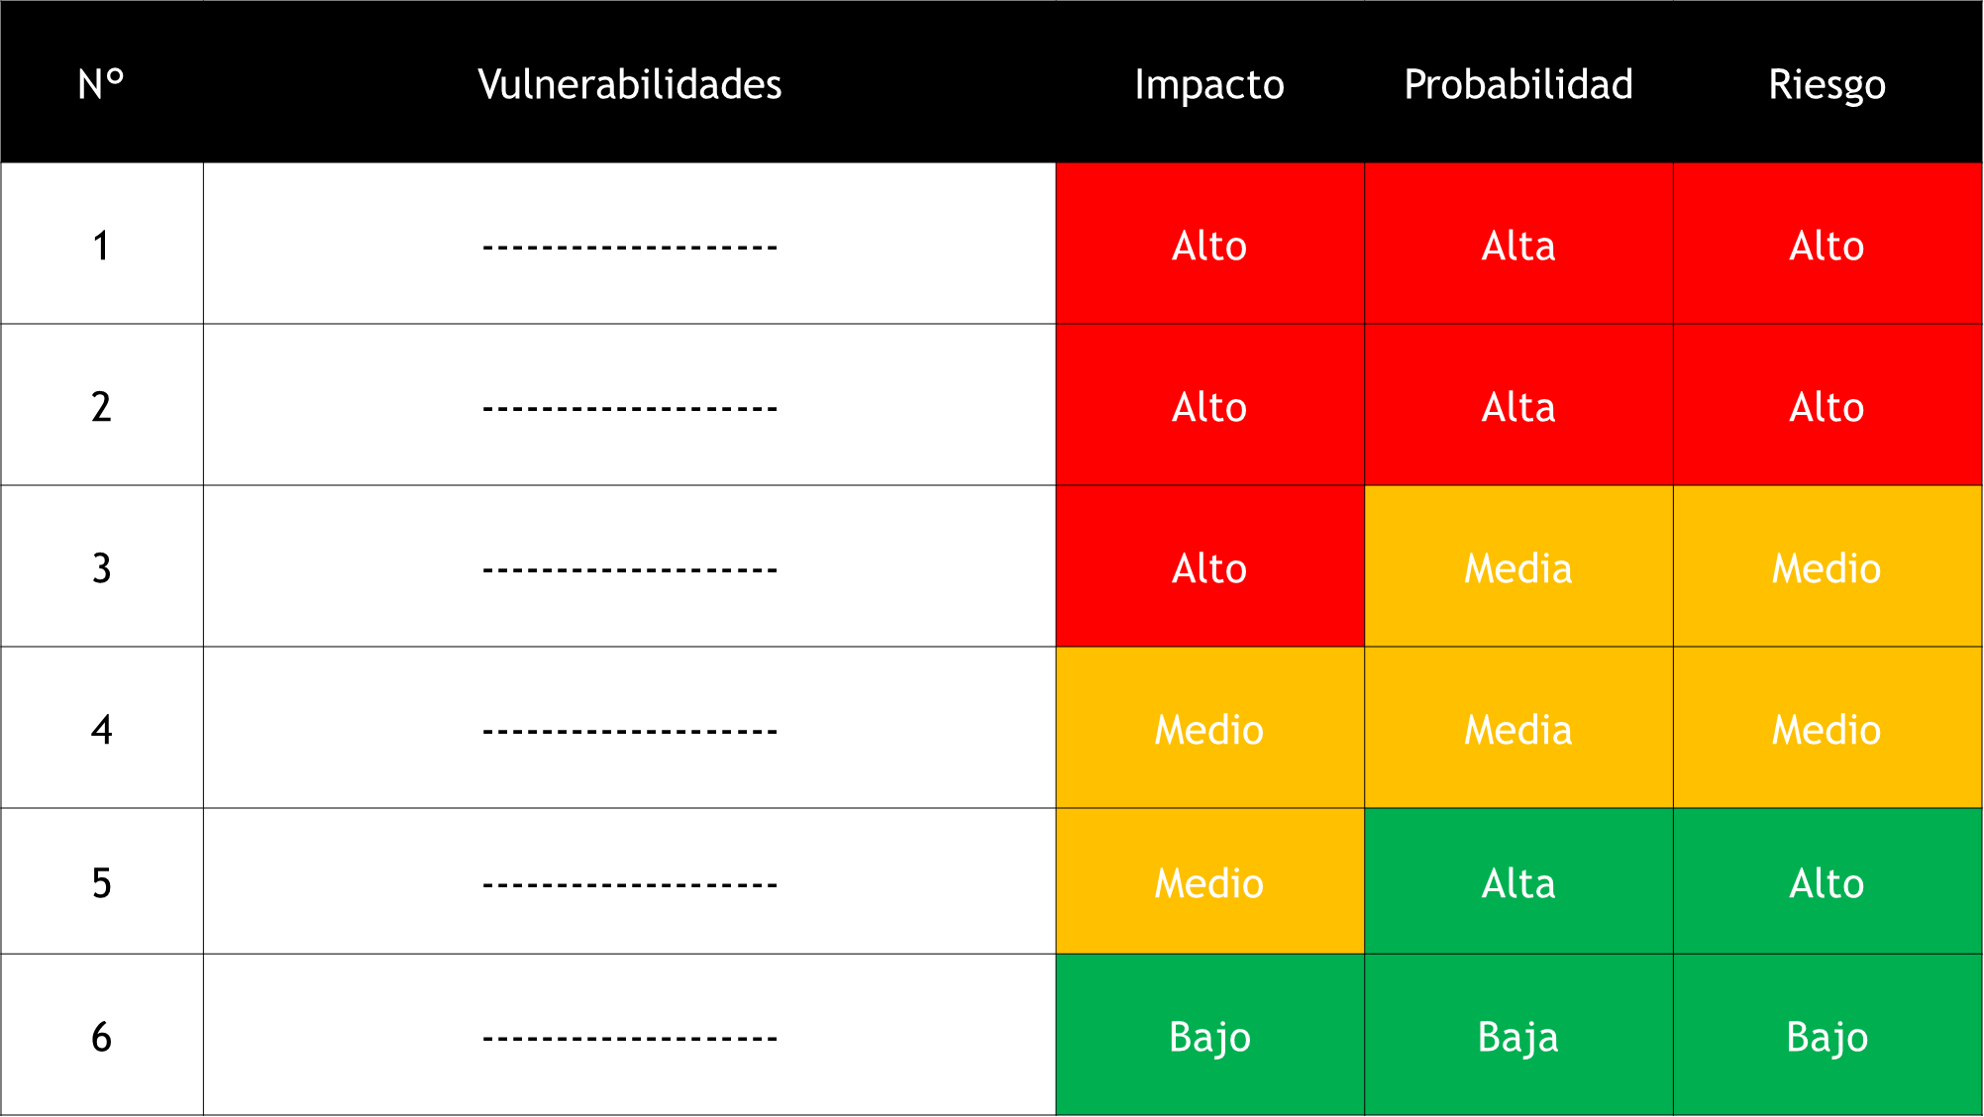 N° Vulnerabilidades Impacto Probabilidad Riesgo
1 -------------------- Alto Alta Alto
2 -------------------- Alto Alta Alto
3 -------------------- Alto Media Medio
4 -------------------- Medio Media Medio
5 -------------------- Medio Alta Alto
6 -------------------- Bajo Baja Bajo